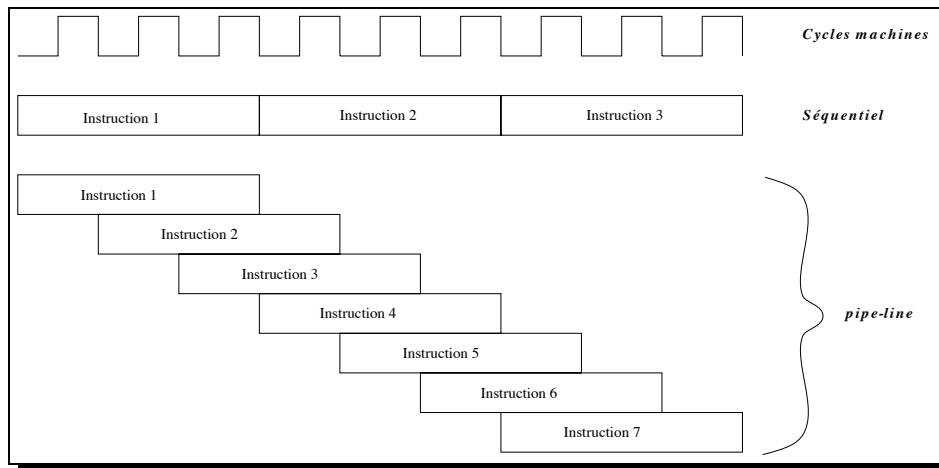 Cycles machines
Instruction 1 Instruction 2 Instruction 3 Séquentiel
Instruction 1
Instruction 2
Instruction 3
Instruction 4
pipe-line
Instruction 5
Instruction 6
Instruction 7